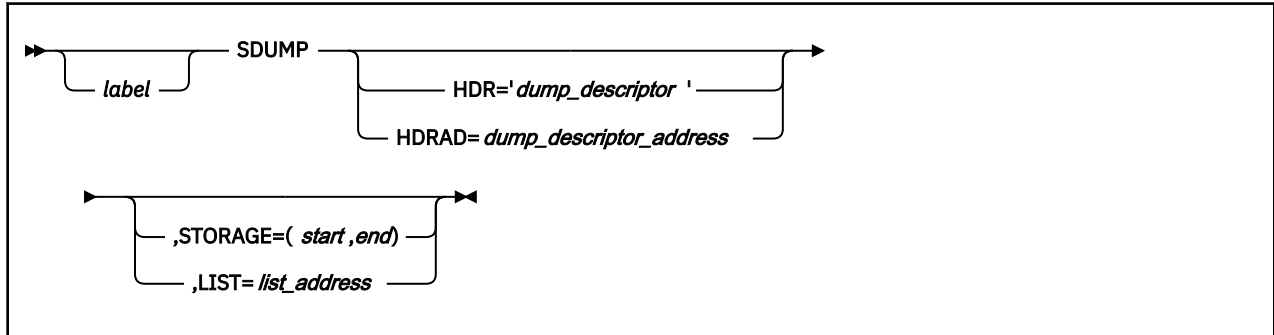 SDUMP
label
HDR='dump_descriptor '
HDRAD= dump_descriptor_address
,STORAGE=( start ,end)
,LIST= list_address